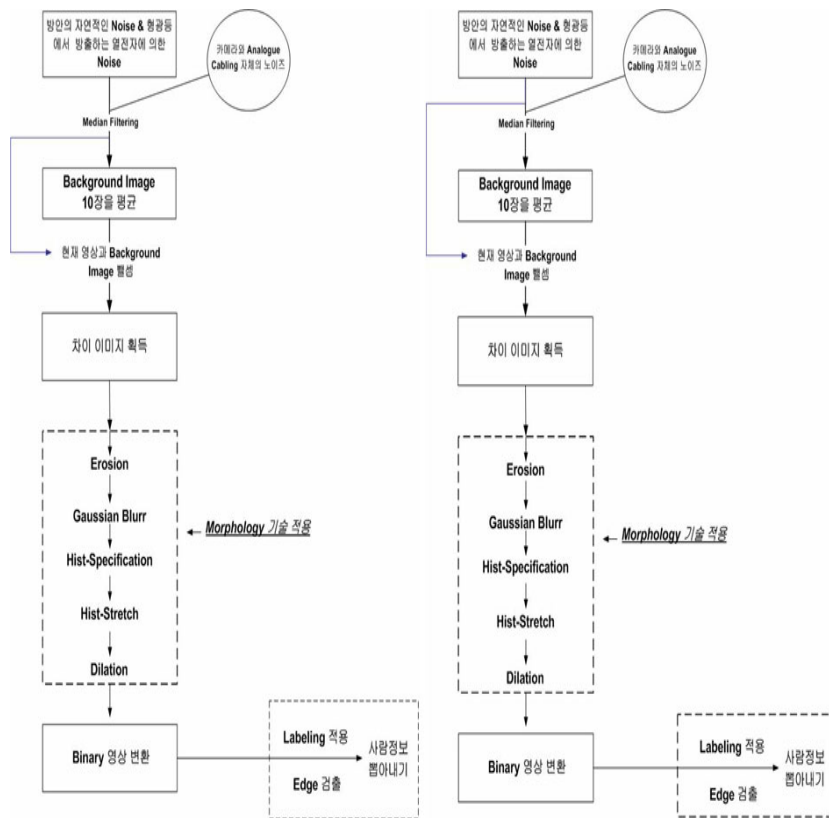 방안의 자연적인 Noise & 형광등
에서 방출하는 열전자에 의한
Noise
카메라와 Analogue
Cabling 자체의 노이즈
Median Filtering
Background Image
10장을 평균
현재 영상과 Background
Image 뺄셈
차이 이미지 획득
Erosion
Gaussian Blurr
Hist-Specification
Hist-Stretch
Dilation
Morphology 기술 적용
Binary 영상 변환
Labeling 적용
Edge 검출
사람정보
뽑아내기
방안의 자연적인 Noise & 형광등
에서 방출하는 열전자에 의한
Noise
카메라와 Analogue
Cabling 자체의 노이즈
Median Filtering
Background Image
10장을 평균
현재 영상과 Background
Image 뺄셈
차이 이미지 획득
Erosion
Gaussian Blurr
Hist-Specification
Hist-Stretch
Dilation
Morphology 기술 적용
Binary 영상 변환
Labeling 적용
Edge 검출
사람정보
뽑아내기